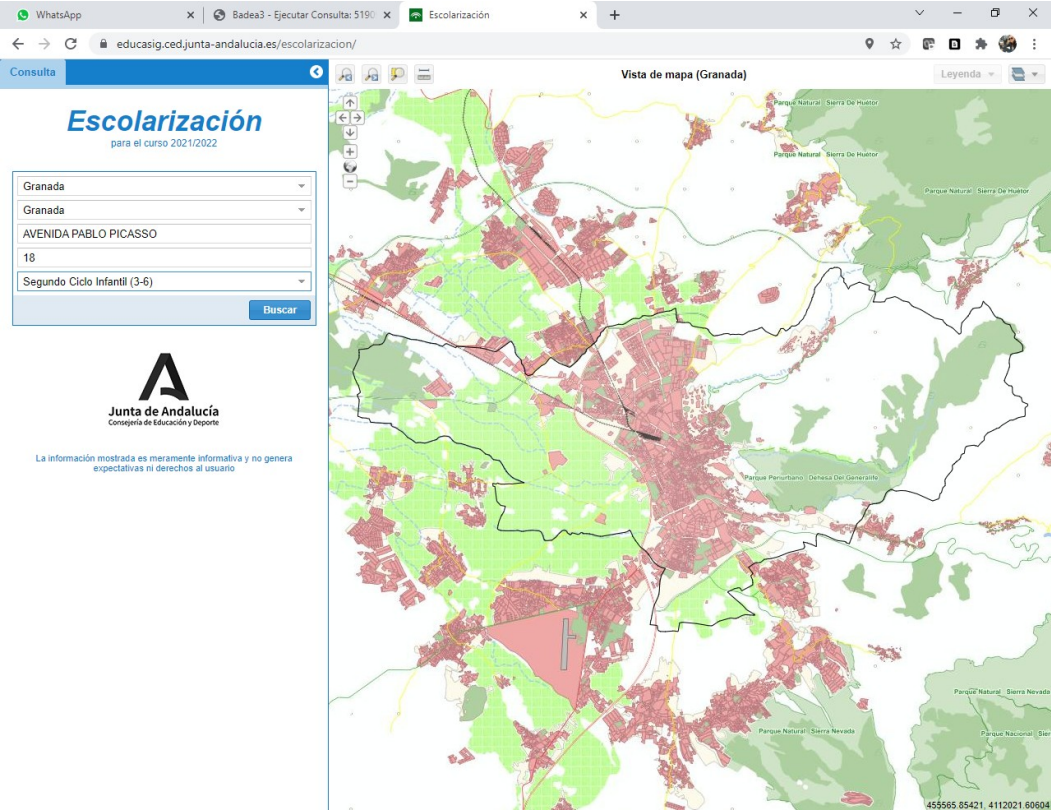 WhatsApp
Badea3 - Ejecutar Consulta: 5190
Escolarización
educasig.ced.junta-andalucia.es/escolarizacion/
Consulta
Vista de mapa (Granada)
Leyenda
Escolarización
para el curso 2021/2022
Granada
Granada
AVENIDA PABLO PICASSO
18
Segundo Ciclo Infantil (3-6)
Buscar
Junta de Andalucía
Consejería de Educación y Deporte
La información mostrada es meramente informativa y no genera
expectativas ni derechos al usuario
Parque Natural Sierra De Huétor
Parque Natural Sierra De Huétor
Parque Natural Sierra De Huétor
Parque Periurbano Dehesa Del Generalife
Parque Natural Sierra Nevada
Parque Natural Sierra Nevada
Parque Nacional Sier
455565.85421, 4112021.60604